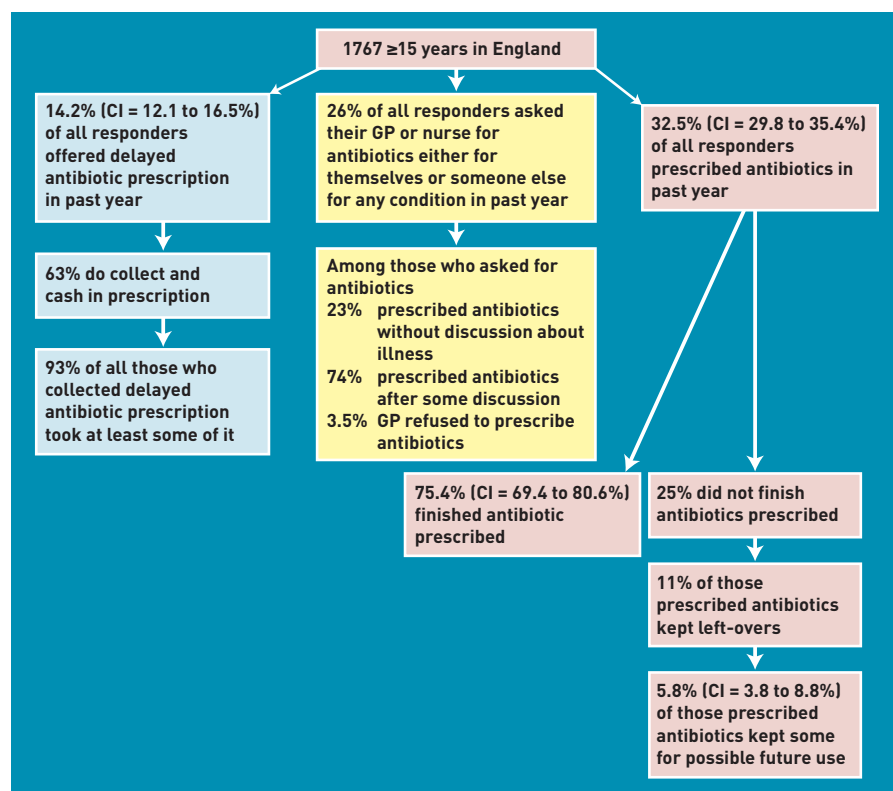 1767 ≥15 years in England
14.2% (CI = 12.1 to 16.5%)
of all responders
offered delayed
antibiotic prescription
in past year
63% do collect and
cash in prescription
93% of all those who
collected delayed
antibiotic prescription
took at least some of it
26% of all responders asked
their GP or nurse for
antibiotics either for
themselves or someone else
for any condition in past year
Among those who asked for
antibiotics
23% prescribed antibiotics
without discussion about
illness
74% prescribed antibiotics
after some discussion
3.5% GP refused to prescribe
antibiotics
32.5% (CI = 29.8 to 35.4%)
of all responders
prescribed antibiotics in
past year
75.4% (CI = 69.4 to 80.6%)
finished antibiotic
prescribed
25% did not finish
antibiotics prescribed
11% of those
prescribed antibiotics
kept left-overs
5.8% (CI = 3.8 to 8.8%)
of those prescribed
antibiotics kept some
for possible future use